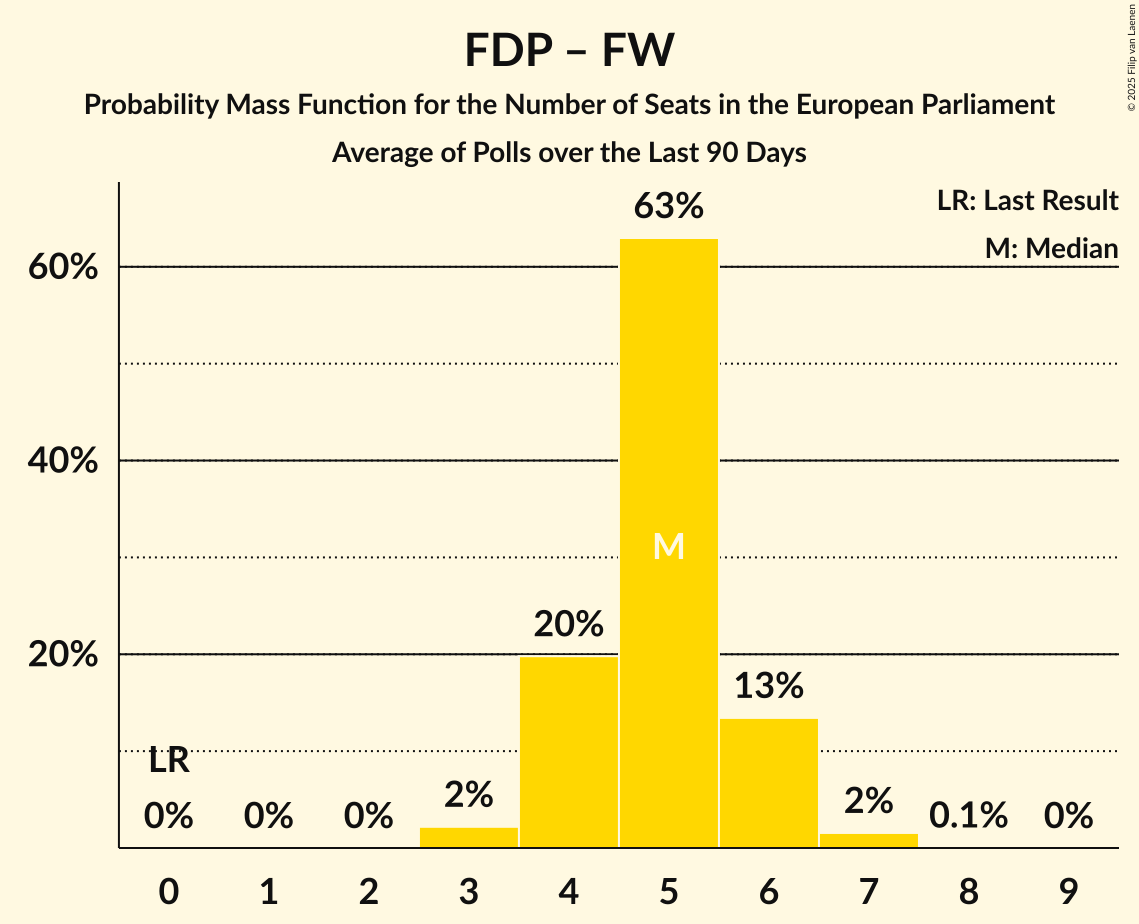 FDP – FW
Probability Mass Function for the Number of Seats in the European Parliament
Average of Polls over the Last 90 Days
© 2025 Filip van Laenen
LR: Last Result
M: Median
60%
40%
20%
63%
M
20%
13%
LR
0%
0%
0%
2%
2%
0.1%
0%
0
1
2
3
4
5
6
7
8
9